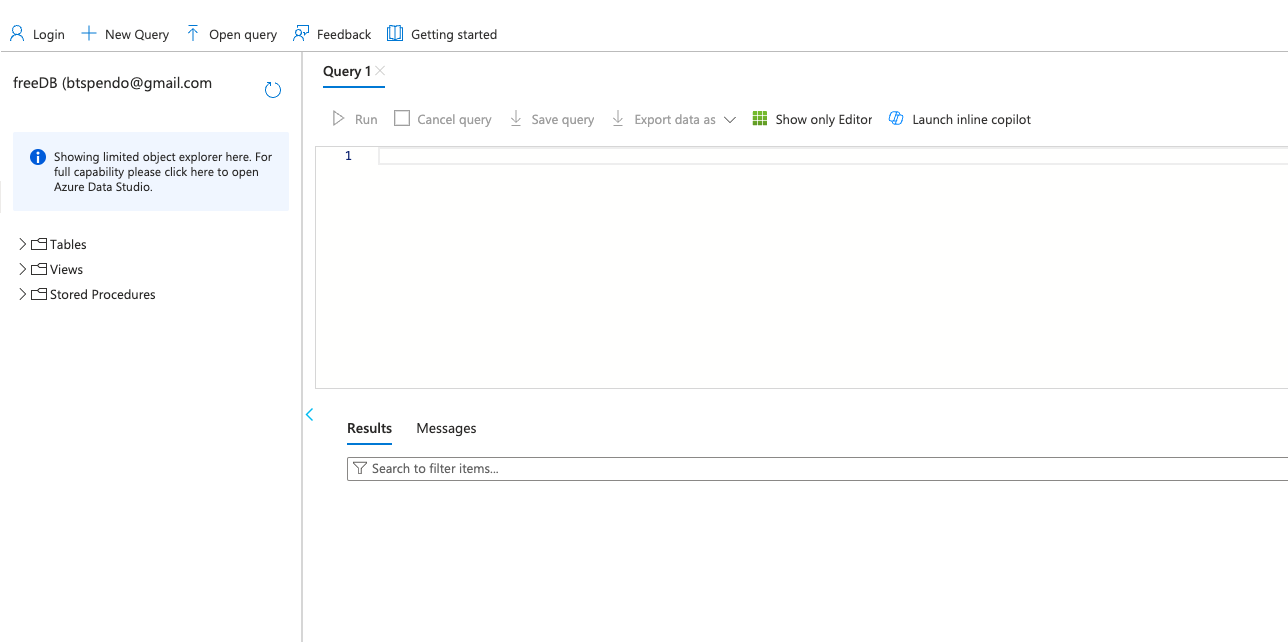 Login New Query Open query Feedback Getting started
freeDB (btspendo@gmail.com
Showing limited object explorer here. For
full capability please click here to open
Azure Data Studio.
Tables
Views
Stored Procedures
Query 1
Run Cancel query Save query Export data as Show only Editor Launch inline copilot
1
Results Messages
Search to filter items...